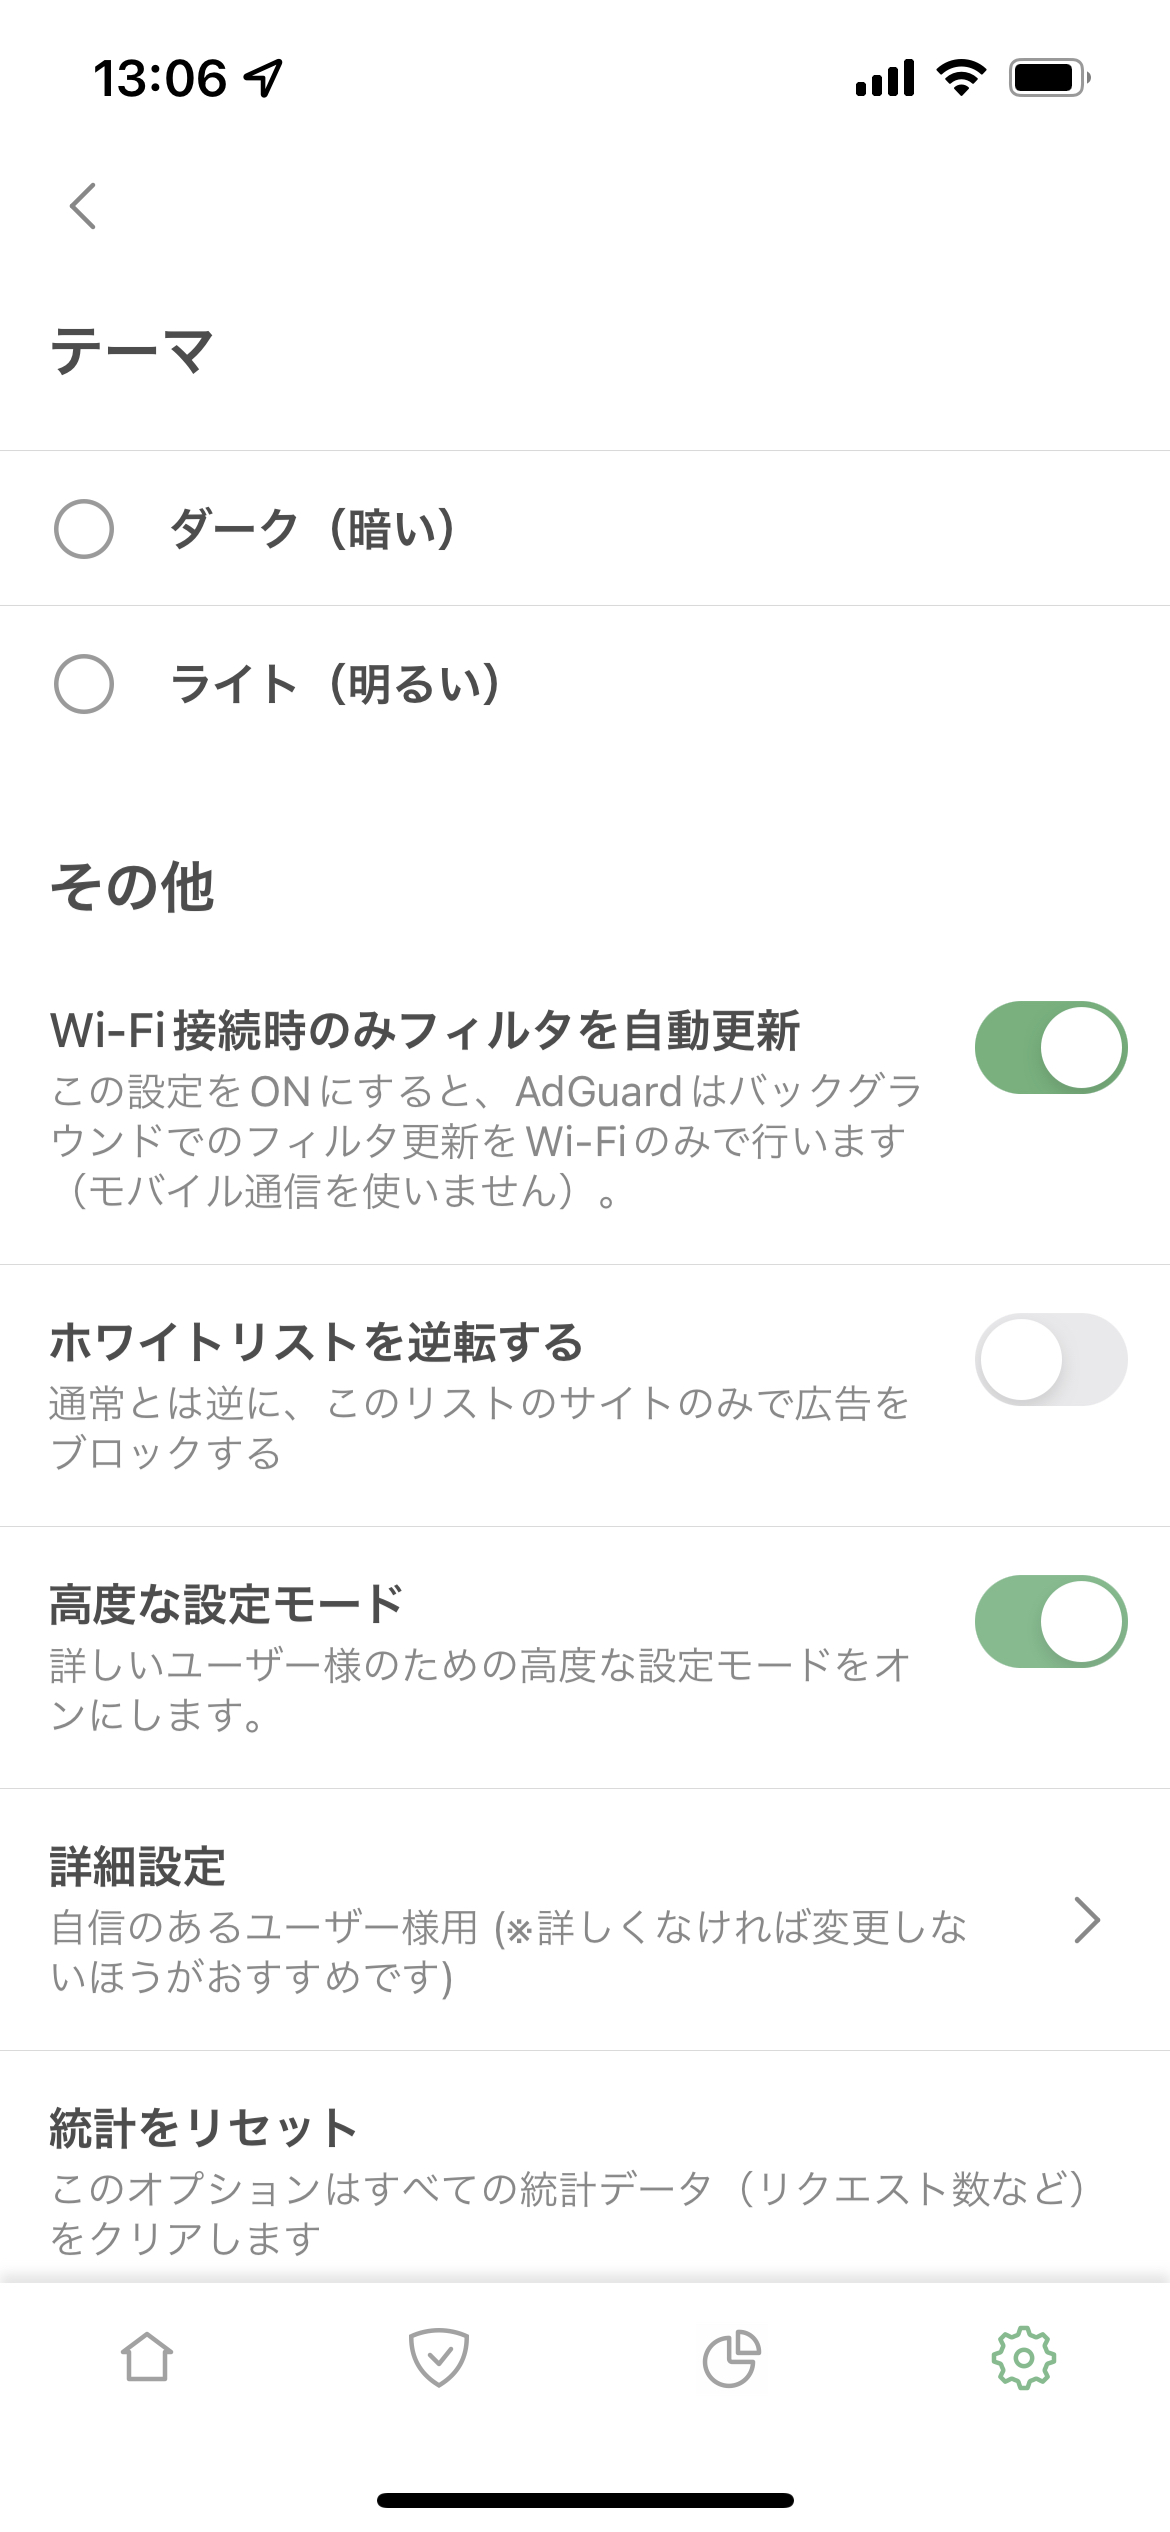 13:06
テーマ
ダーク（暗い）
ライト（明るい）
その他
Wi-Fi接続時のみフィルタを自動更新
この設定をONにすると、AdGuardはバックグラ
ウンドでのフィルタ更新をWi-Fiのみで行います
（モバイル通信を使いません）。
ホワイトリストを逆転する
通常とは逆に、このリストのサイトのみで広告を
ブロックする
高度な設定モード
詳しいユーザー様のための高度な設定モードをオ
ンにします。
詳細設定
自信のあるユーザー様用 (※詳しくなければ変更しな
いほうがおすすめです)
統計をリセット
このオプションはすべての統計データ（リクエスト数など）
をクリアします